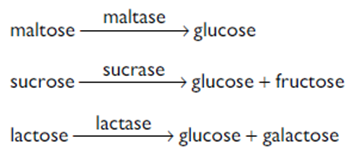 maltase
maltose → glucose
sucrase
sucrose → glucose + fructose
lactase
lactose → glucose + galactose